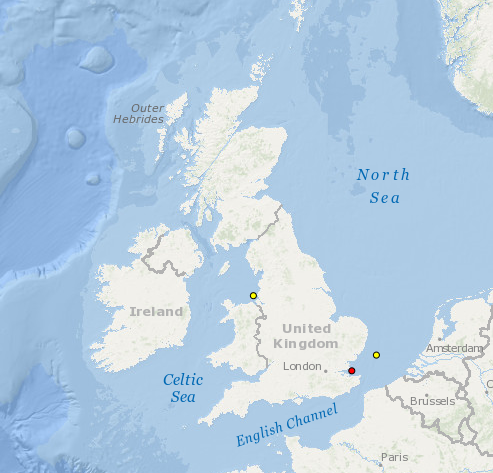 Outer
Hebrides
North
Sea
Ireland
United
Kingdom
Amsterdam
London
Celtic
Sea
Brussels
English Channel
Paris